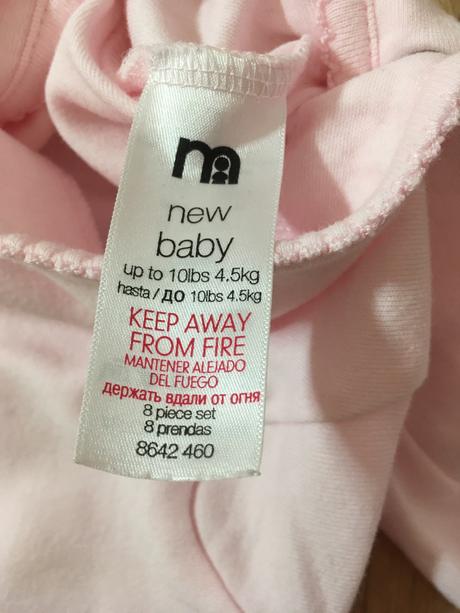 m
new
baby
up to 10lbs 4.5kg
hasta/до 10lbs 4.5kg
KEEP AWAY
FROM FIRE
MANTENER ALEJADO
DEL FUEGO
держать вдали от огня
8 piece set
8 prendas
8642 460